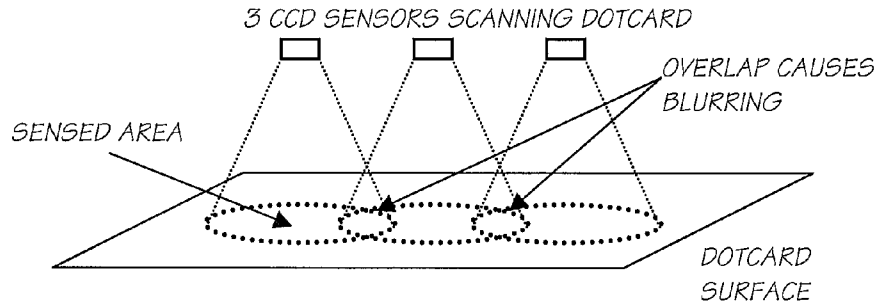 3 CCD SENSORS SCANNING DOTCARD
OVERLAP CAUSES
BLURRING
SENSED AREA
DOTCARD
SURFACE